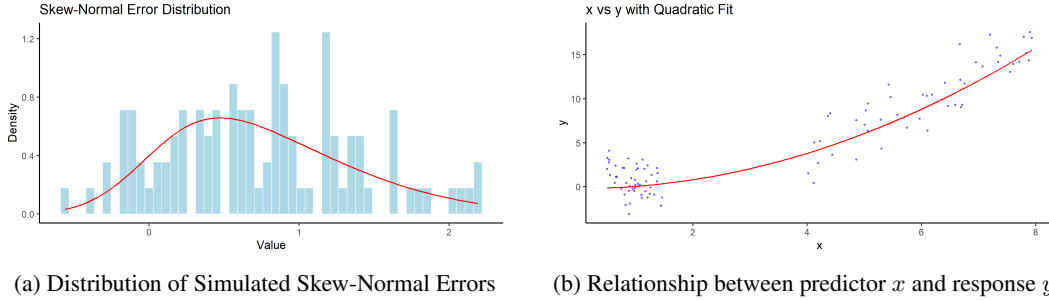 Skew-Normal Error Distribution
1.2
0.8
0.4
0.0
Density
0
1
2
Value
(a) Distribution of Simulated Skew-Normal Errors
x vs y with Quadratic Fit
15
10
5
0
y
2
4
6
8
x
(b) Relationship between predictor x and response y